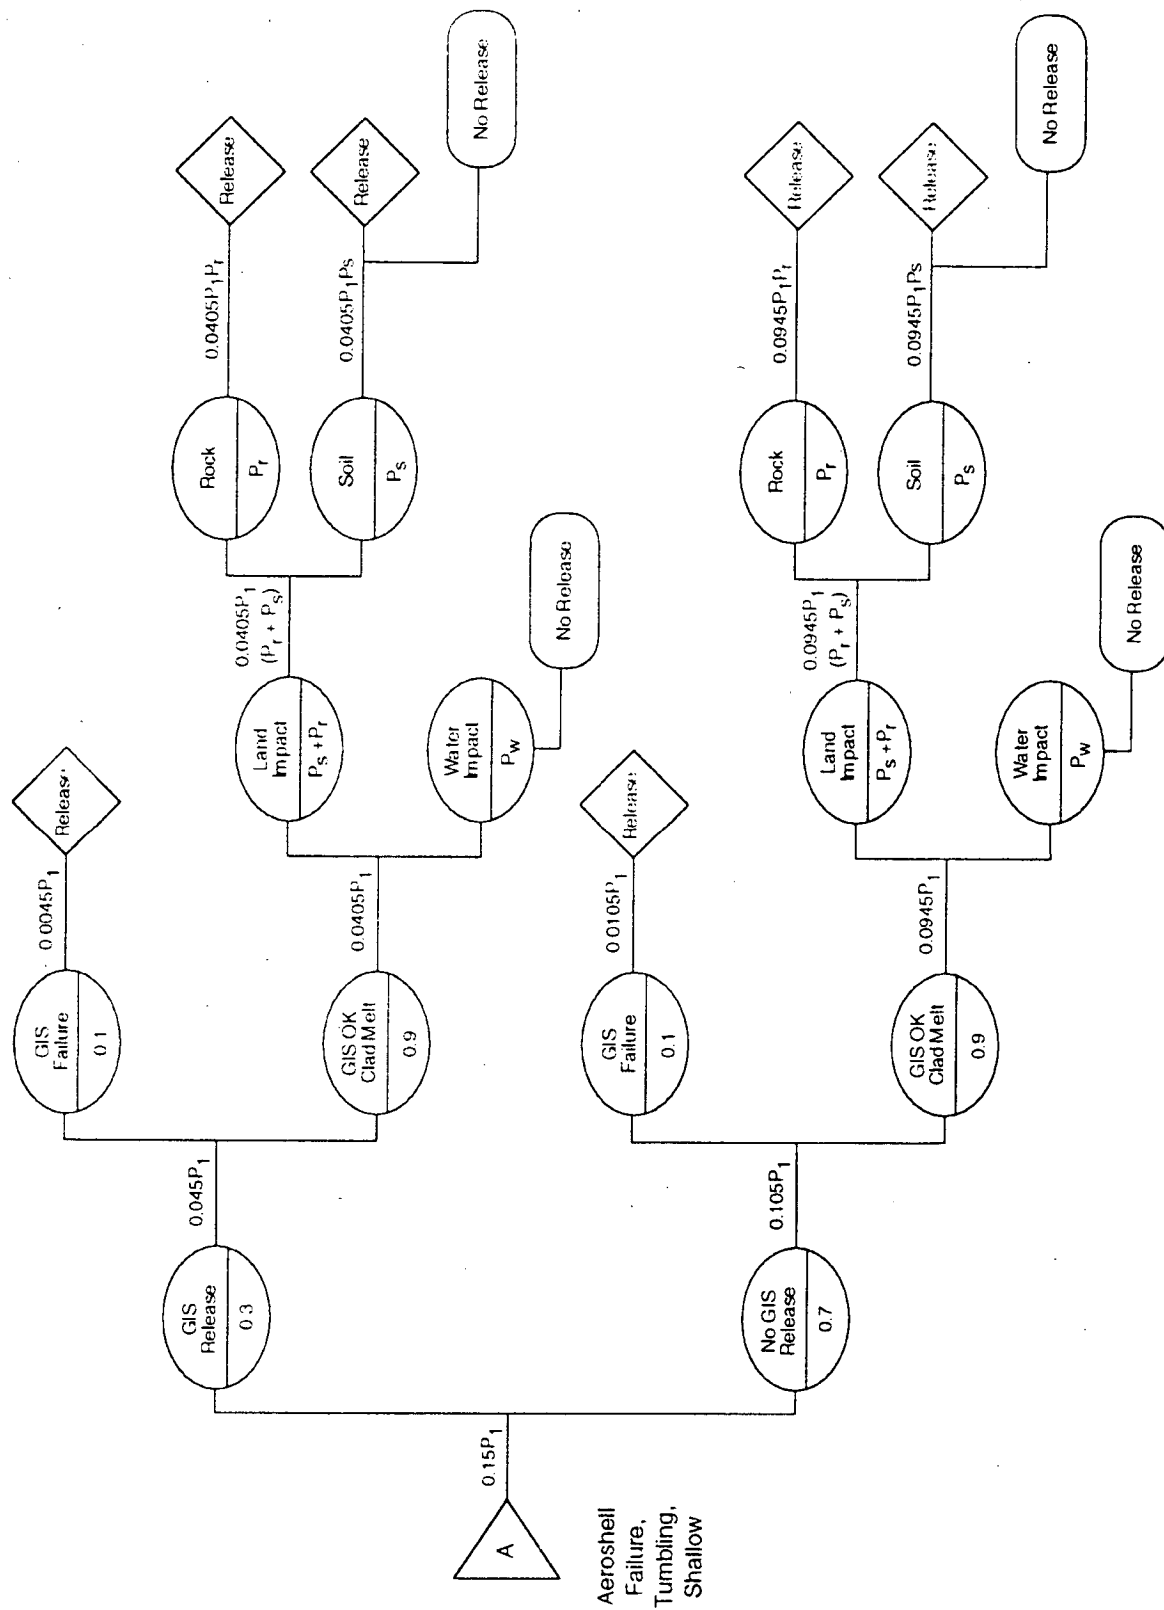 A
Aeroshell
Failure,
Tumbling,
Shallow
0.15P₁
GIS
Release
0.3
0.045P₁
GIS
Failure
0.1
0.0045P₁
Release
GIS OK
Clad Melt
0.9
0.0405P₁
Land
Impact
Pₛ + Pᵣ
0.0405P₁
(Pᵣ + Pₛ)
Rock
Pᵣ
0.0405P₁Pᵣ
Release
Soil
Pₛ
0.0405P₁Pₛ
Release
No Release
Water
Impact
P_w
No Release
No GIS
Release
0.7
0.105P₁
GIS
Failure
0.1
0.0105P₁
Release
GIS OK
Clad Melt
0.9
0.0945P₁
Land
Impact
Pₛ + Pᵣ
0.0945P₁
(Pᵣ + Pₛ)
Rock
Pᵣ
0.0945P₁Pᵣ
Release
Soil
Pₛ
0.0945P₁Pₛ
Release
No Release
Water
Impact
P_w
No Release